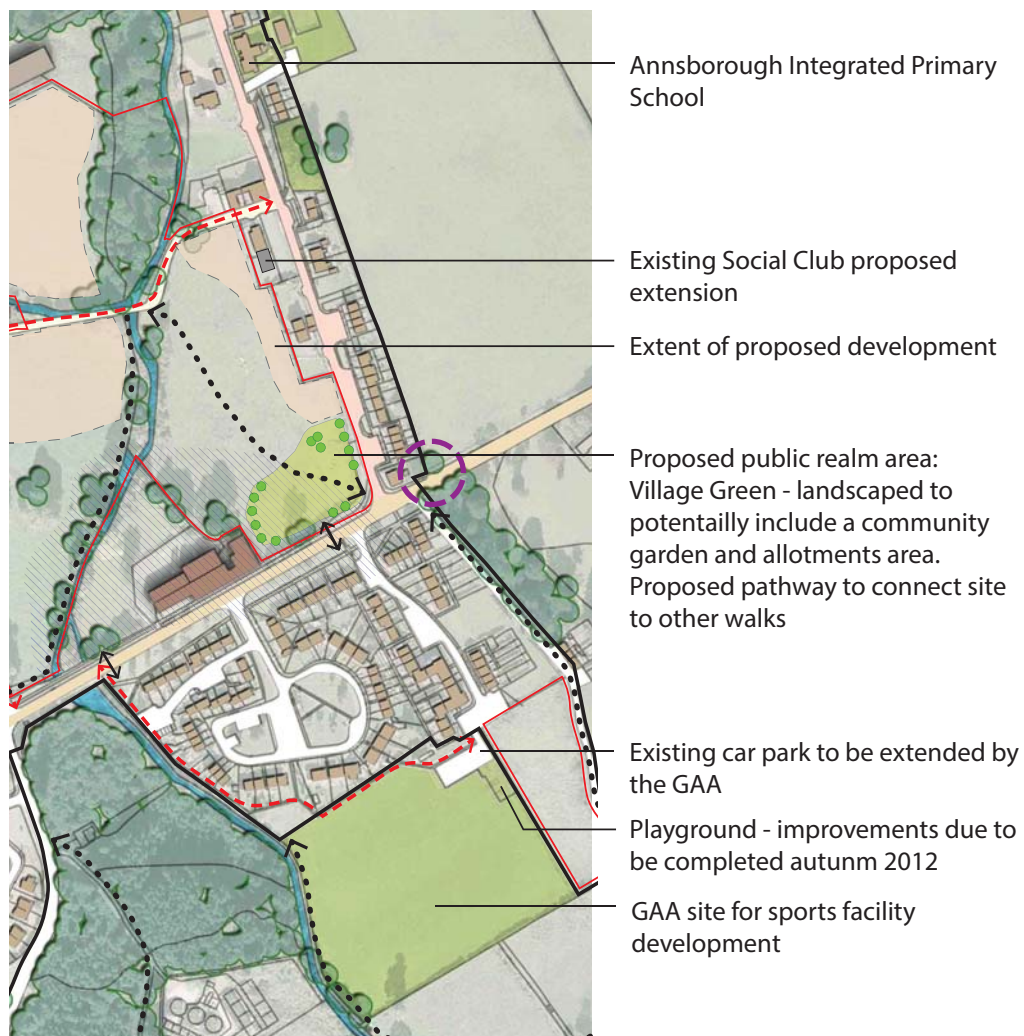 Annsborough Integrated Primary
School
Existing Social Club proposed
extension
Extent of proposed development
Proposed public realm area:
Village Green - landscaped to
potentailly include a community
garden and allotments area.
Proposed pathway to connect site
to other walks
Existing car park to be extended by
the GAA
Playground - improvements due to
be completed autunm 2012
GAA site for sports facility
development